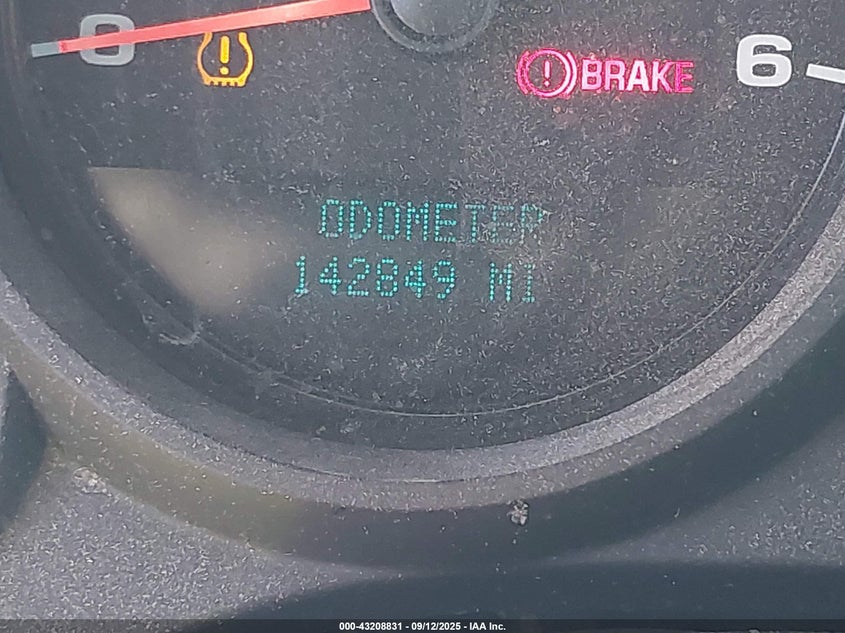 0
BRAKE
6
ODOMETER
142849 MI
000-43208831 - 09/12/2025 - IAA Inc.